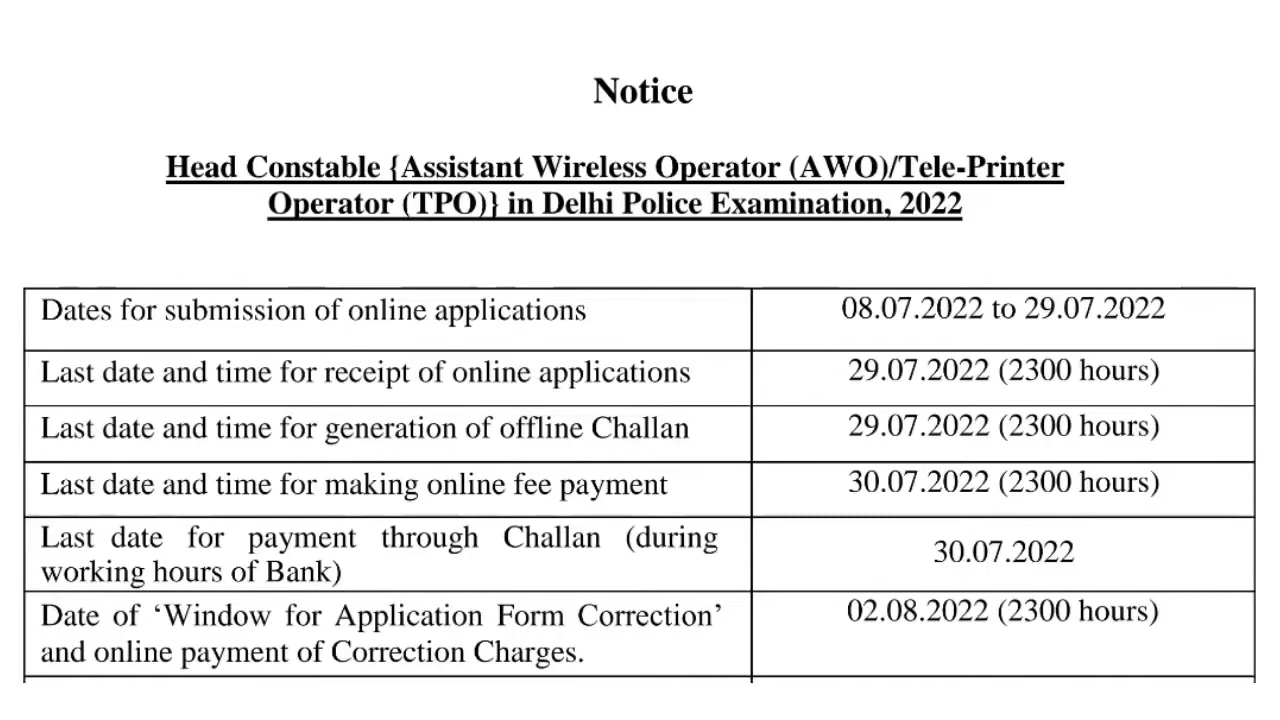 Notice
Head Constable {Assistant Wireless Operator (AWO)/Tele-Printer
Operator (TPO)} in Delhi Police Examination, 2022
Dates for submission of online applications 08.07.2022 to 29.07.2022
Last date and time for receipt of online applications 29.07.2022 (2300 hours)
Last date and time for generation of offline Challan 29.07.2022 (2300 hours)
Last date and time for making online fee payment 30.07.2022 (2300 hours)
Last date for payment through Challan (during
working hours of Bank) 30.07.2022
Date of ‘Window for Application Form Correction’ 02.08.2022 (2300 hours)
and online payment of Correction Charges.